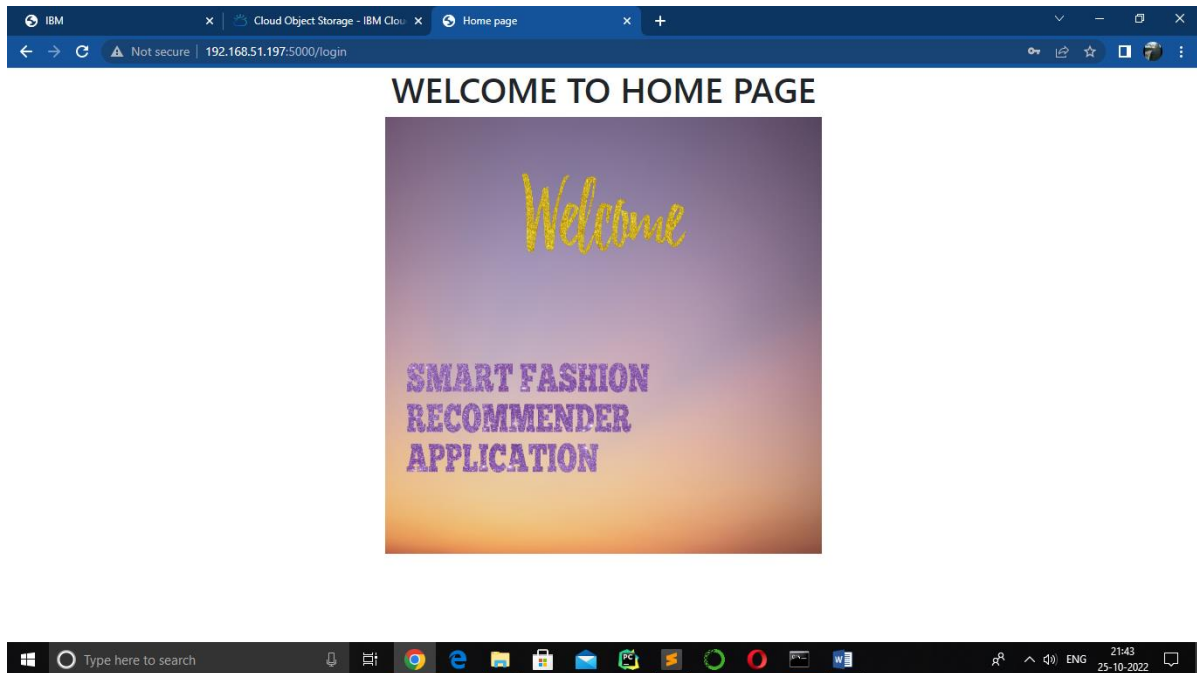 IBM
Cloud Object Storage - IBM Clou
Home page
Not secure
192.168.51.197:5000/login
WELCOME TO HOME PAGE
Welcome
SMART FASHION
RECOMMENDER
APPLICATION
Type here to search
PC
W
ENG
21:43
25-10-2022